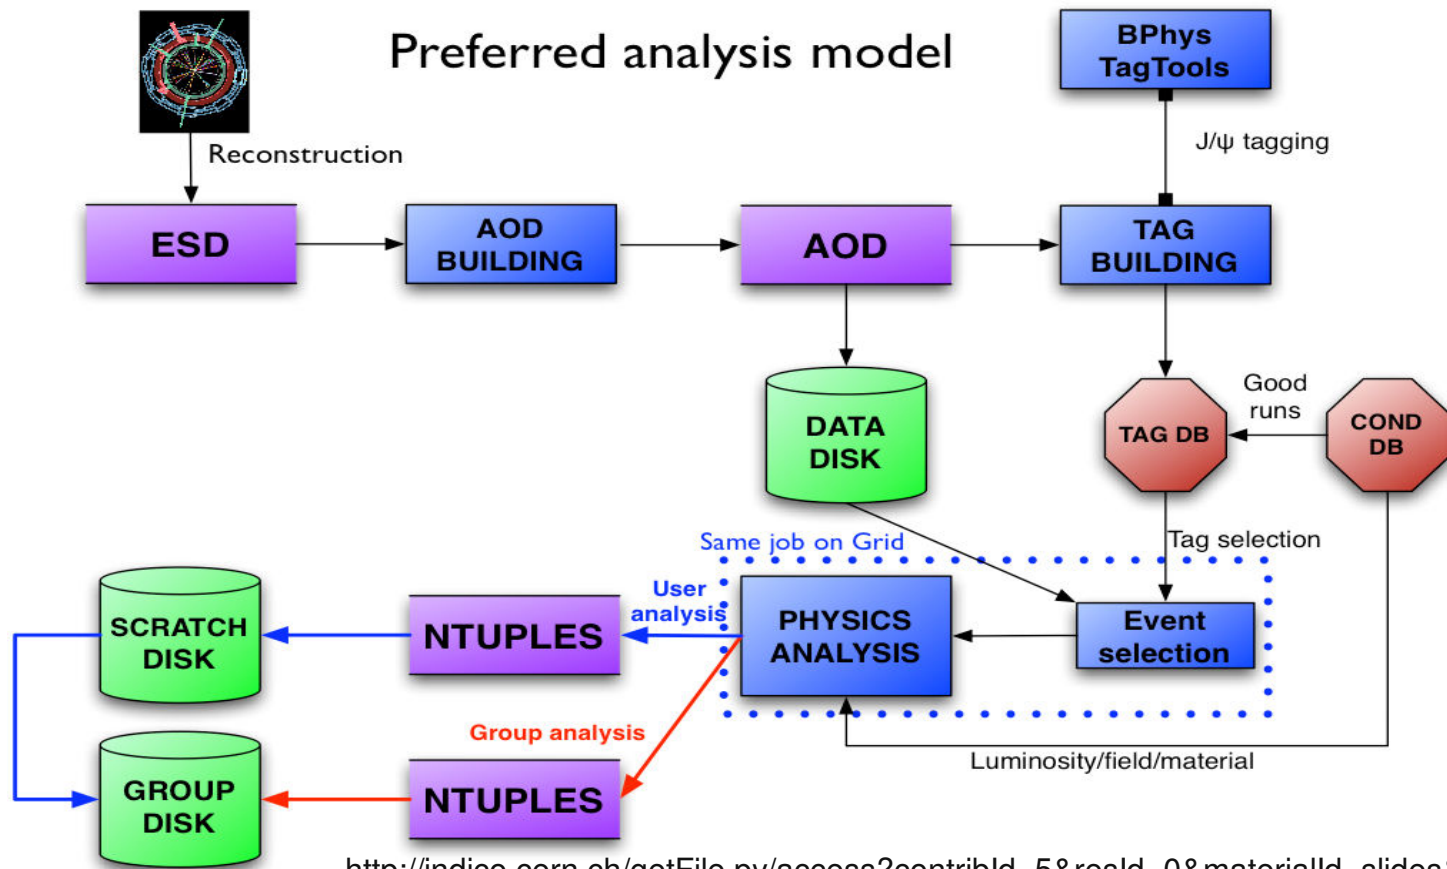 Preferred analysis model
BPhys
TagTools
J/ψ tagging
Reconstruction
ESD
AOD
BUILDING
AOD
TAG
BUILDING
DATA
DISK
TAG DB
Good
runs
COND
DB
Same job on Grid
Tag selection
SCRATCH
DISK
NTUPLES
User
analysis
PHYSICS
ANALYSIS
Event
selection
Group analysis
GROUP
DISK
NTUPLES
Luminosity/field/material